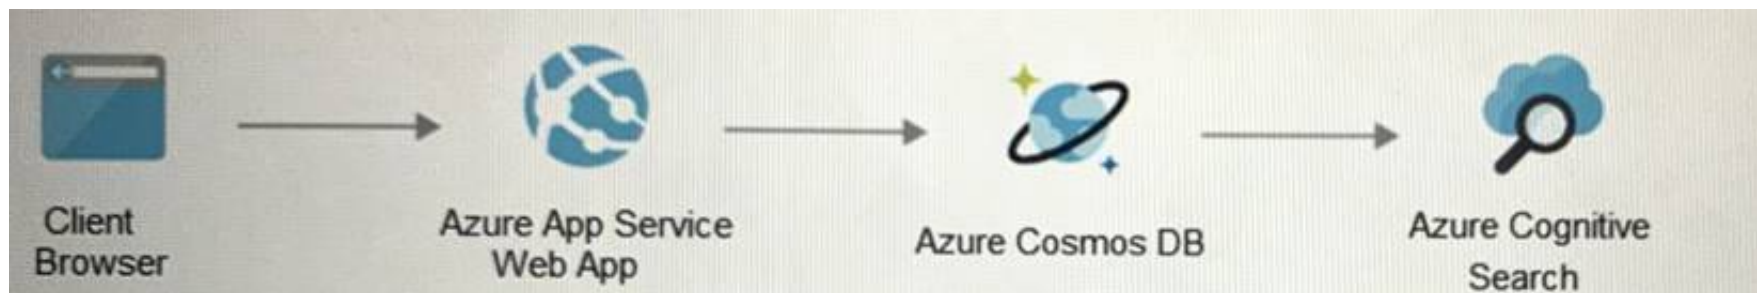 Client
Browser
Azure App Service
Web App
Azure Cosmos DB
Azure Cognitive
Search